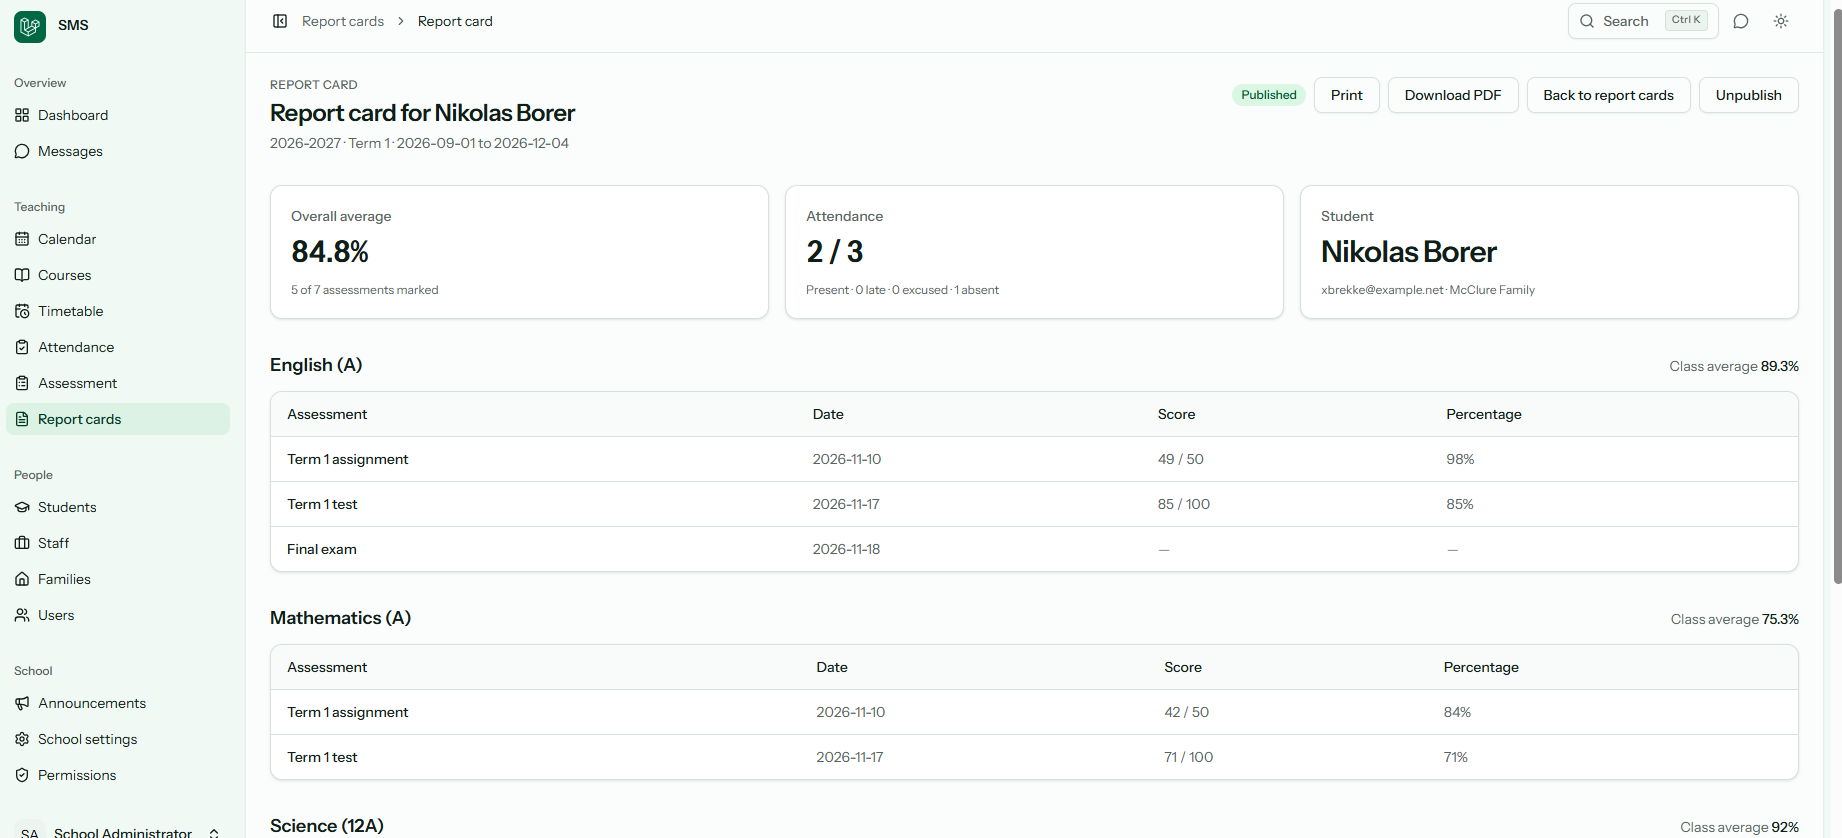 SMS
Overview
Dashboard
Messages
Teaching
Calendar
Courses
Timetable
Attendance
Assessment
Report cards
People
Students
Staff
Families
Users
School
Announcements
School settings
Permissions
SA School Administrator
Report cards > Report card
Search Ctrl K
REPORT CARD
Report card for Nikolas Borer
2026-2027 · Term 1 · 2026-09-01 to 2026-12-04
Published Print Download PDF Back to report cards Unpublish
Overall average
84.8%
5 of 7 assessments marked
Attendance
2 / 3
Present · 0 late · 0 excused · 1 absent
Student
Nikolas Borer
xbrekke@example.net · McClure Family
English (A) Class average 89.3%
Assessment Date Score Percentage
Term 1 assignment 2026-11-10 49 / 50 98%
Term 1 test 2026-11-17 85 / 100 85%
Final exam 2026-11-18 — —
Mathematics (A) Class average 75.3%
Assessment Date Score Percentage
Term 1 assignment 2026-11-10 42 / 50 84%
Term 1 test 2026-11-17 71 / 100 71%
Science (12A) Class average 92%